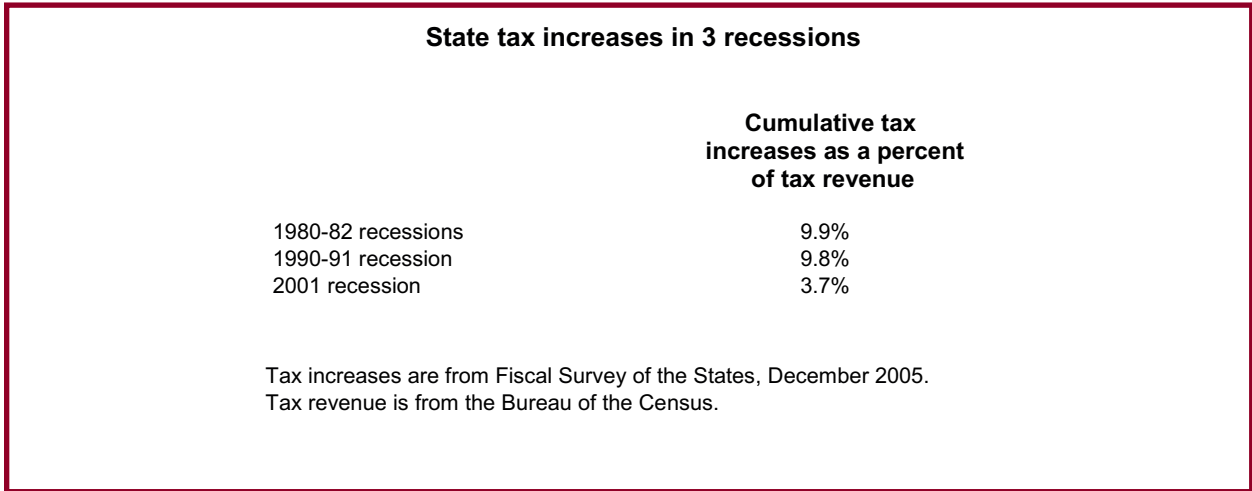 State tax increases in 3 recessions
Cumulative tax
increases as a percent
of tax revenue
1980-82 recessions 9.9%
1990-91 recession 9.8%
2001 recession 3.7%
Tax increases are from Fiscal Survey of the States, December 2005.
Tax revenue is from the Bureau of the Census.